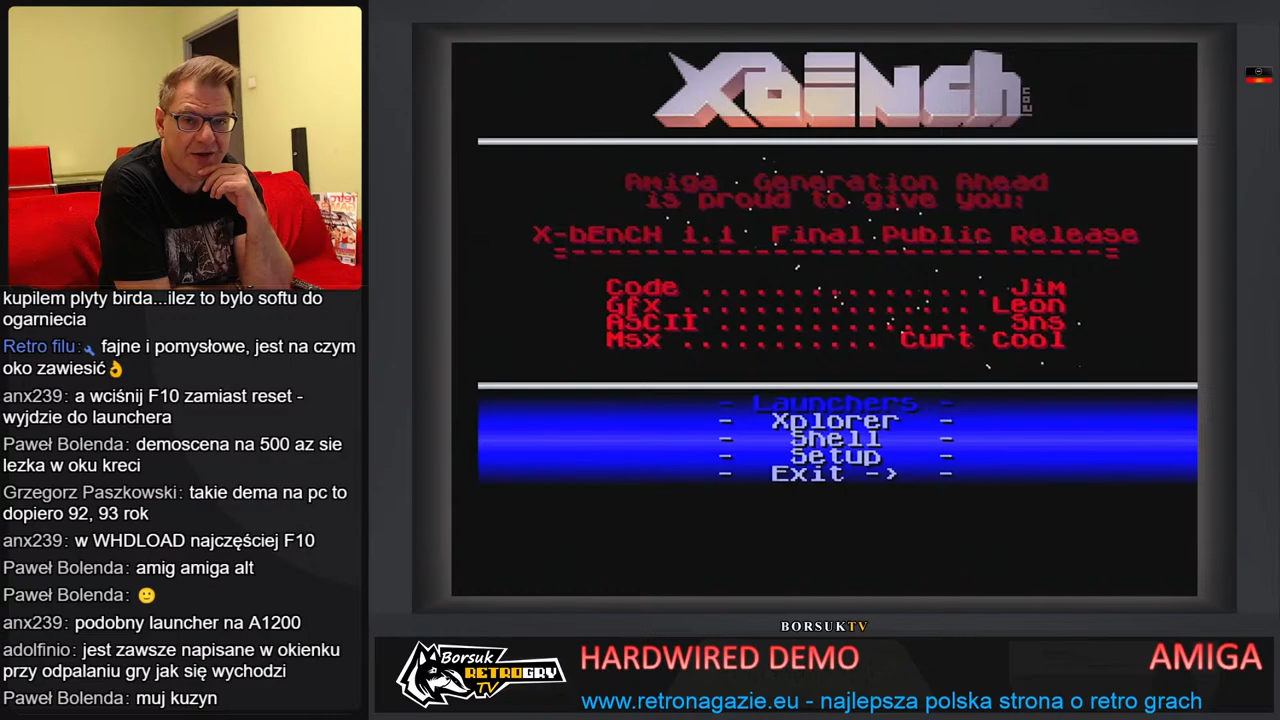 kupilem plyty birda...ilez to bylo softu do
ogarniecia
Retro filu: fajne i pomysłowe, jest na czym
oko zawiesić👌
anx239: a wciśnij F10 zamiast reset -
wyjdzie do launchera
Paweł Bolenda: demoscena na 500 az sie
lezka w oku kreci
Grzegorz Paszkowski: takie dema na pc to
dopiero 92, 93 rok
anx239: w WHDLOAD najczęściej F10
Paweł Bolenda: amig amiga alt
Paweł Bolenda: 🙂
anx239: podobny launcher na A1200
adolfinio: jest zawsze napisane w okienku
przy odpalaniu gry jak się wychodzi
Paweł Bolenda: muj kuzyn
XbENch
Amiga Generation Ahead
is proud to give you:
X-bEnCH 1.1 Final Public Release
=---------------------------=
Code ................ Jim
Gfx ................ Leon
ASCII ............... Sns
Msx ........... Curt Cool
- Launchers -
- Xplorer -
- Shell -
- Setup -
- Exit -> -
BORSUKTV
Borsuk
RETROGRY
TV
HARDWIRED DEMO
AMIGA
www.retronagazie.eu - najlepsza polska strona o retro grach